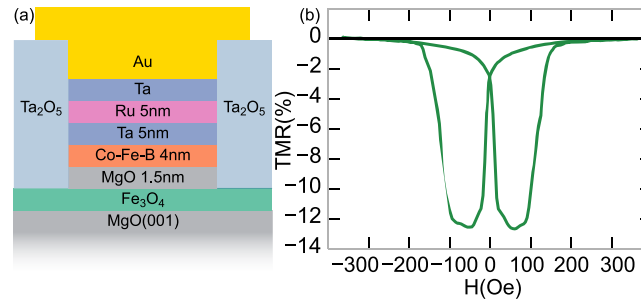 (a)
Au
Ta₂O₅
Ta
Ta₂O₅
Ru 5nm
Ta 5nm
Co-Fe-B 4nm
MgO 1.5nm
Fe₃O₄
MgO(001)
(b)
TMR(%)
0
−2
−4
−6
−8
−10
−12
−14
−300 −200 −100 0 100 200 300
H(Oe)